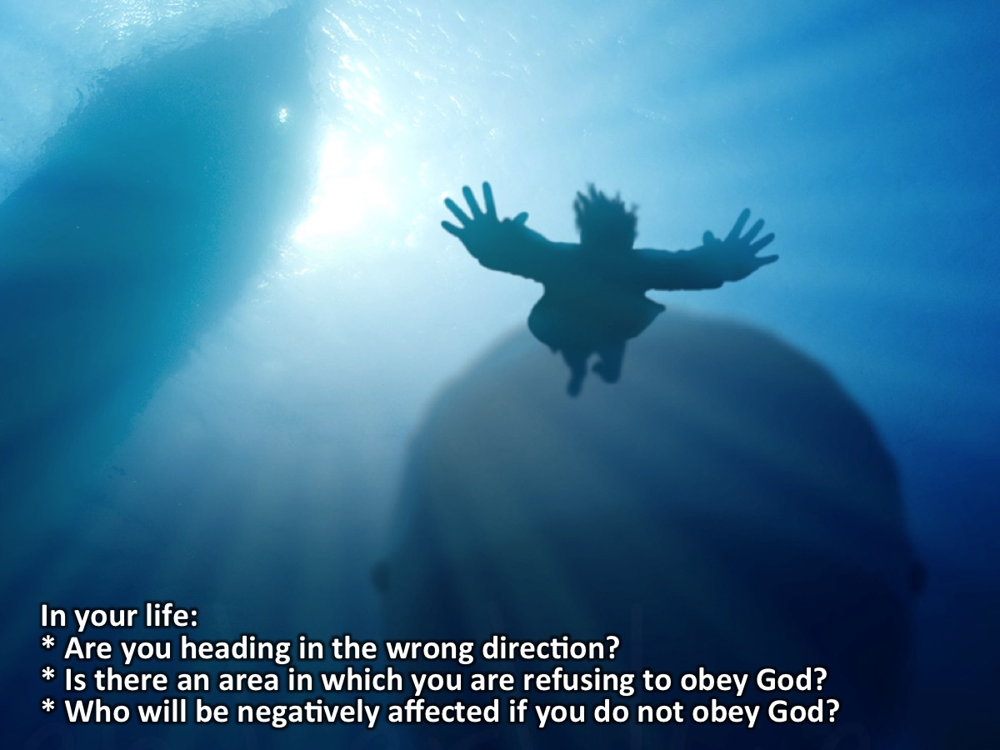 In your life:
* Are you heading in the wrong direction?
* Is there an area in which you are refusing to obey God?
* Who will be negatively affected if you do not obey God?